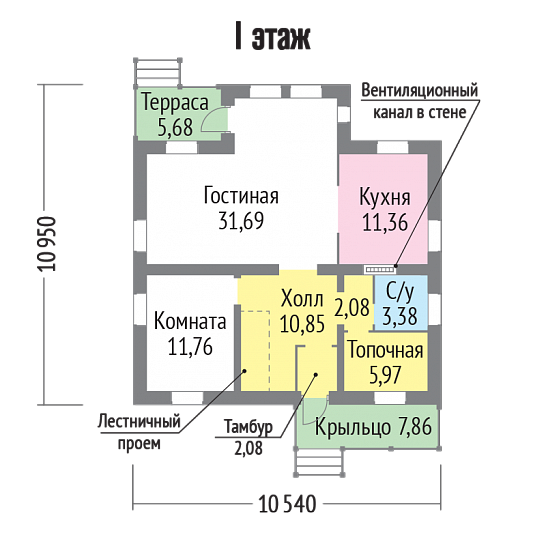 I этаж
Вентиляционный
канал в стене
Терраса
5,68
Гостиная
31,69
Кухня
11,36
10 950
Холл
10,85
2,08
С/у
3,38
Комната
11,76
Топочная
5,97
Лестничный
проем
Тамбур
2,08
Крыльцо 7,86
10 540